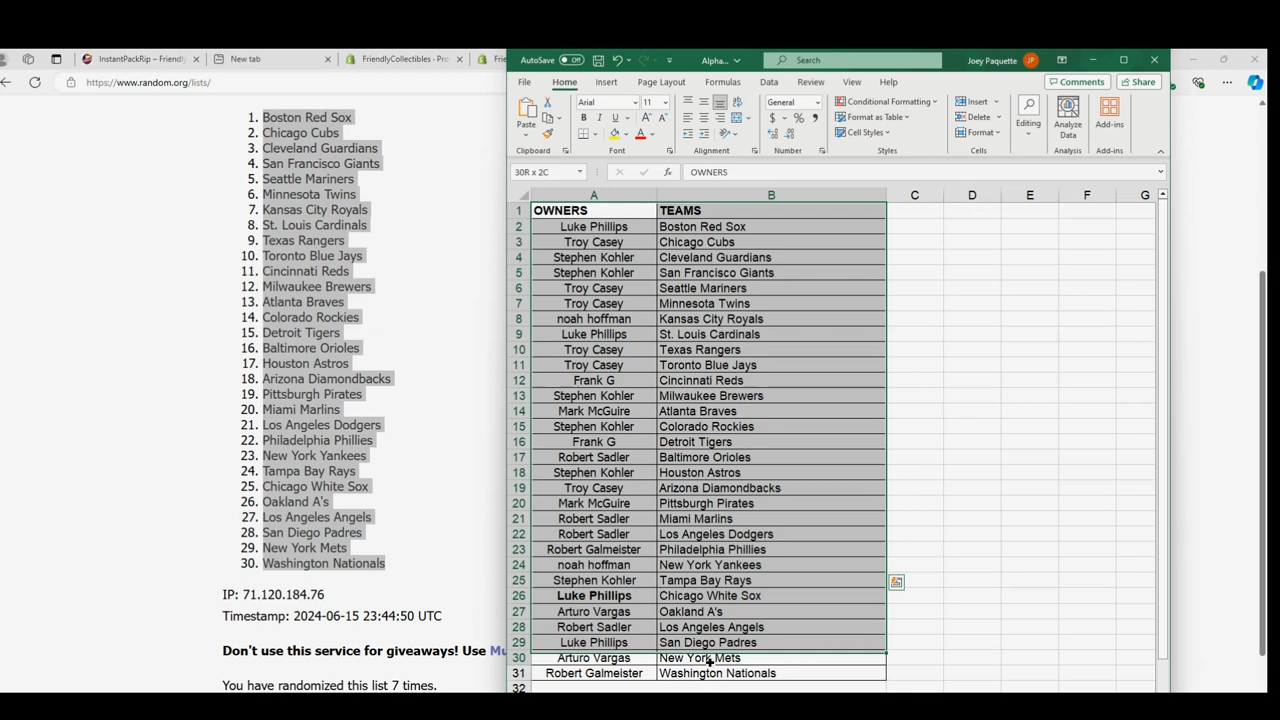 InstantPackRip – Friendly
New tab
FriendlyCollectibles - Pro
https://www.random.org/lists/
1. Boston Red Sox
2. Chicago Cubs
3. Cleveland Guardians
4. San Francisco Giants
5. Seattle Mariners
6. Minnesota Twins
7. Kansas City Royals
8. St. Louis Cardinals
9. Texas Rangers
10. Toronto Blue Jays
11. Cincinnati Reds
12. Milwaukee Brewers
13. Atlanta Braves
14. Colorado Rockies
15. Detroit Tigers
16. Baltimore Orioles
17. Houston Astros
18. Arizona Diamondbacks
19. Pittsburgh Pirates
20. Miami Marlins
21. Los Angeles Dodgers
22. Philadelphia Phillies
23. New York Yankees
24. Tampa Bay Rays
25. Chicago White Sox
26. Oakland A's
27. Los Angeles Angels
28. San Diego Padres
29. New York Mets
30. Washington Nationals
IP: 71.120.184.76
Timestamp: 2024-06-15 23:44:50 UTC
Don't use this service for giveaways! Use
You have randomized this list 7 times.
AutoSave Off Alpha... Search Joey Paquette JP
File Home Insert Page Layout Formulas Data Review View Help Comments Share
Paste Arial 11 A A General Conditional Formatting Insert Editing Analyze Data Add-ins
B I U A $ % , Format as Table Delete
Cell Styles Format
Clipboard Font Alignment Number Styles Cells Analysis Add-ins
30R x 2C fx OWNERS
A B C D E F G
1 OWNERS TEAMS
2 Luke Phillips Boston Red Sox
3 Troy Casey Chicago Cubs
4 Stephen Kohler Cleveland Guardians
5 Stephen Kohler San Francisco Giants
6 Troy Casey Seattle Mariners
7 Troy Casey Minnesota Twins
8 noah hoffman Kansas City Royals
9 Luke Phillips St. Louis Cardinals
10 Troy Casey Texas Rangers
11 Troy Casey Toronto Blue Jays
12 Frank G Cincinnati Reds
13 Stephen Kohler Milwaukee Brewers
14 Mark McGuire Atlanta Braves
15 Stephen Kohler Colorado Rockies
16 Frank G Detroit Tigers
17 Robert Sadler Baltimore Orioles
18 Stephen Kohler Houston Astros
19 Troy Casey Arizona Diamondbacks
20 Mark McGuire Pittsburgh Pirates
21 Robert Sadler Miami Marlins
22 Robert Sadler Los Angeles Dodgers
23 Robert Galmeister Philadelphia Phillies
24 noah hoffman New York Yankees
25 Stephen Kohler Tampa Bay Rays
26 Luke Phillips Chicago White Sox
27 Arturo Vargas Oakland A's
28 Robert Sadler Los Angeles Angels
29 Luke Phillips San Diego Padres
30 Arturo Vargas New York Mets
31 Robert Galmeister Washington Nationals
32